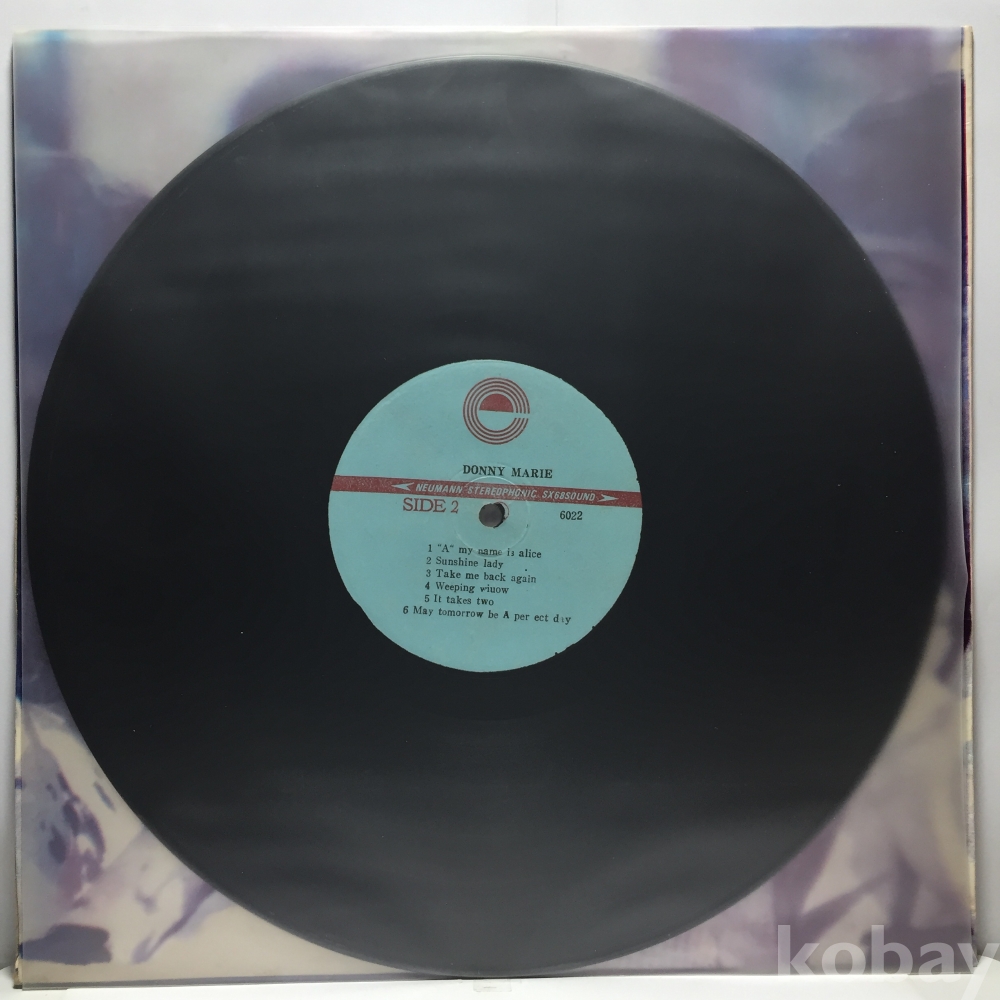 DONNY MARIE
NEUMANN STEREOPHONIC SX68SOUND
SIDE 2
6022
1 "A" my name is alice
2 Sunshine lady
3 Take me back again
4 Weeping wiuow
5 It takes two
6 May tomorrow be A per ect day
kobay